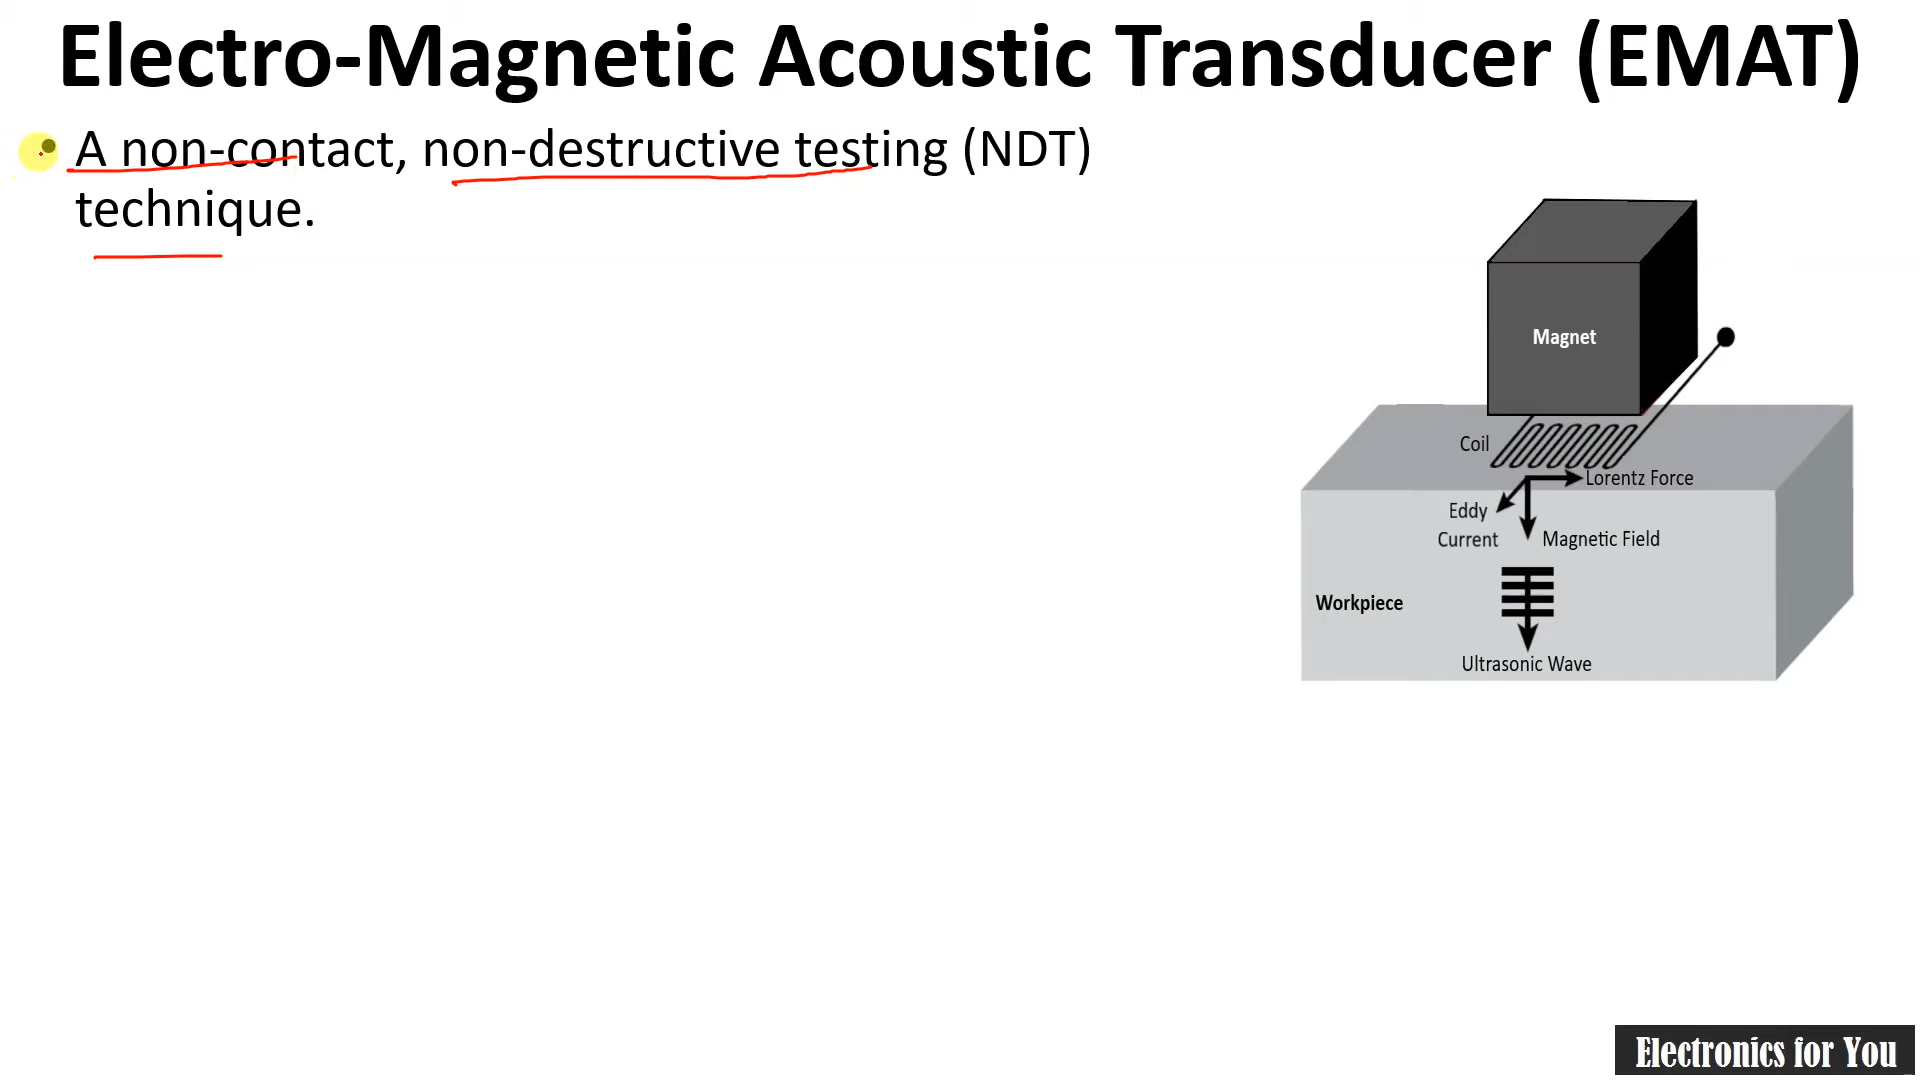 Electro-Magnetic Acoustic Transducer (EMAT)
A non-contact, non-destructive testing (NDT)
technique.
Magnet
Coil
Lorentz Force
Eddy
Current
Magnetic Field
Workpiece
Ultrasonic Wave
Electronics for You